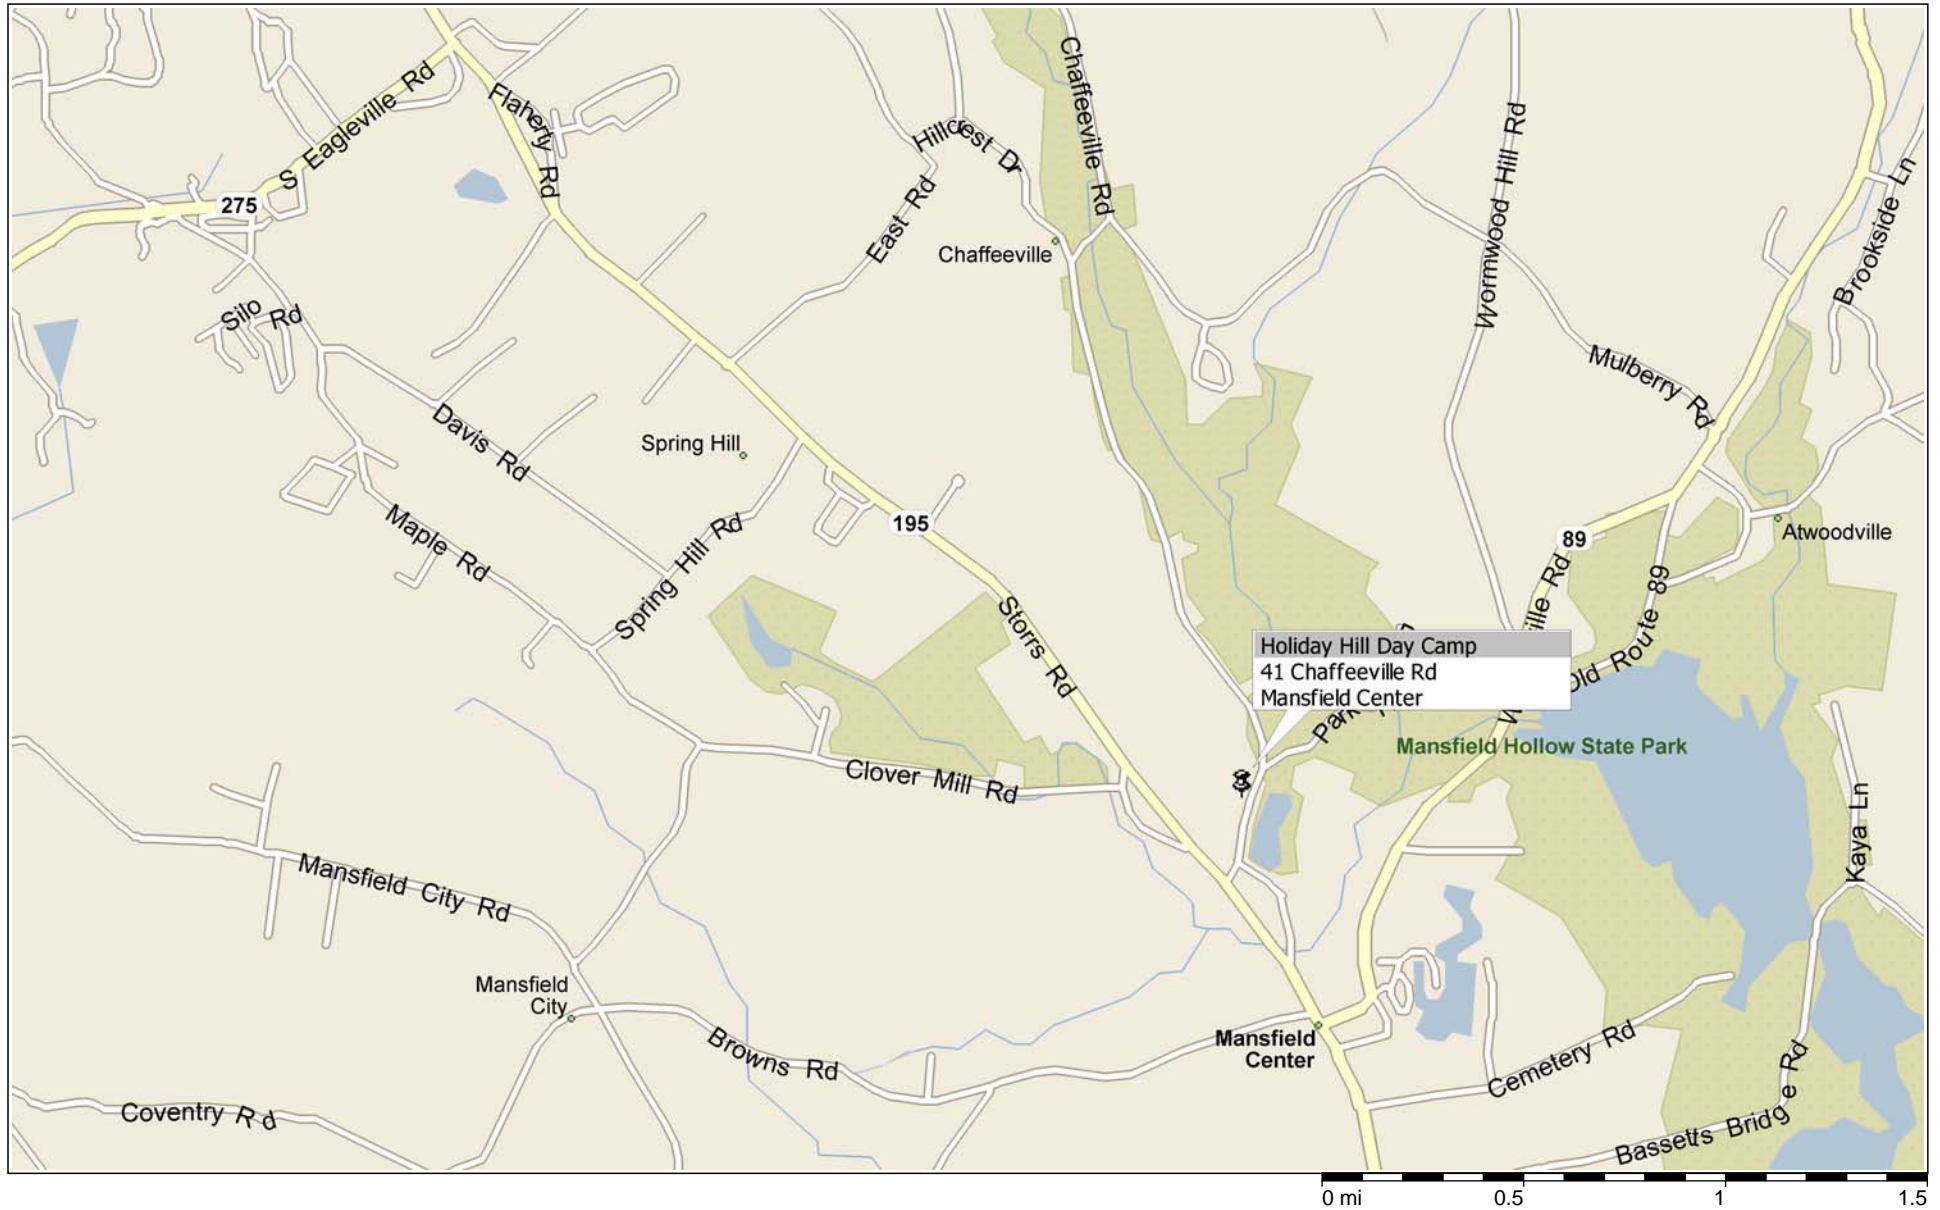 S Eagleville Rd
275
Flaherty Rd
Hillcrest Dr
East Rd
Chaffeeville Rd
Chaffeeville
Wormwood Hill Rd
Brookside Ln
Mulberry Rd
Silo Rd
Davis Rd
Spring Hill
Maple Rd
Spring Hill Rd
195
Storrs Rd
89
Atwoodville
ville Rd
Old Route 89
Holiday Hill Day Camp
41 Chaffeeville Rd
Mansfield Center
Park
Mansfield Hollow State Park
Clover Mill Rd
Kaya Ln
Mansfield City Rd
Mansfield
City
Browns Rd
Mansfield
Center
Cemetery Rd
Coventry Rd
Bassetts Bridge Rd
0 mi 0.5 1 1.5